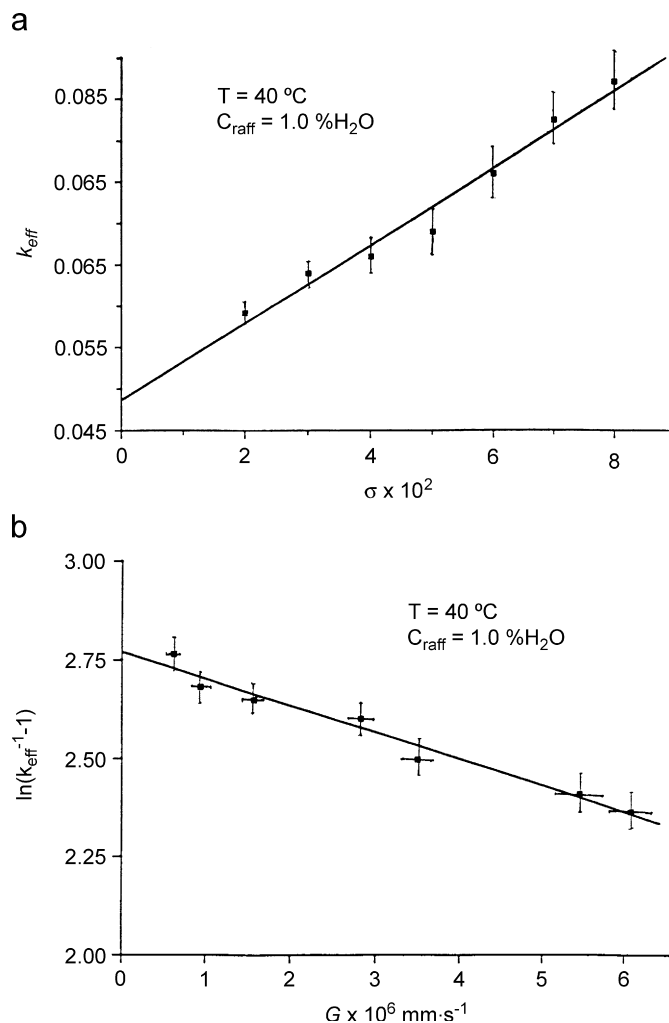 a
T = 40 ºC
C_raff = 1.0 %H₂O
0.085
0.065
0.065
0.055
0.045
k_eff
0
2
4
6
8
σ x 10²
b
T = 40 ºC
C_raff = 1.0 %H₂O
3.00
2.75
2.50
2.25
2.00
ln(k_eff⁻¹-1)
0
1
2
3
4
5
6
G x 10⁶ mm·s⁻¹